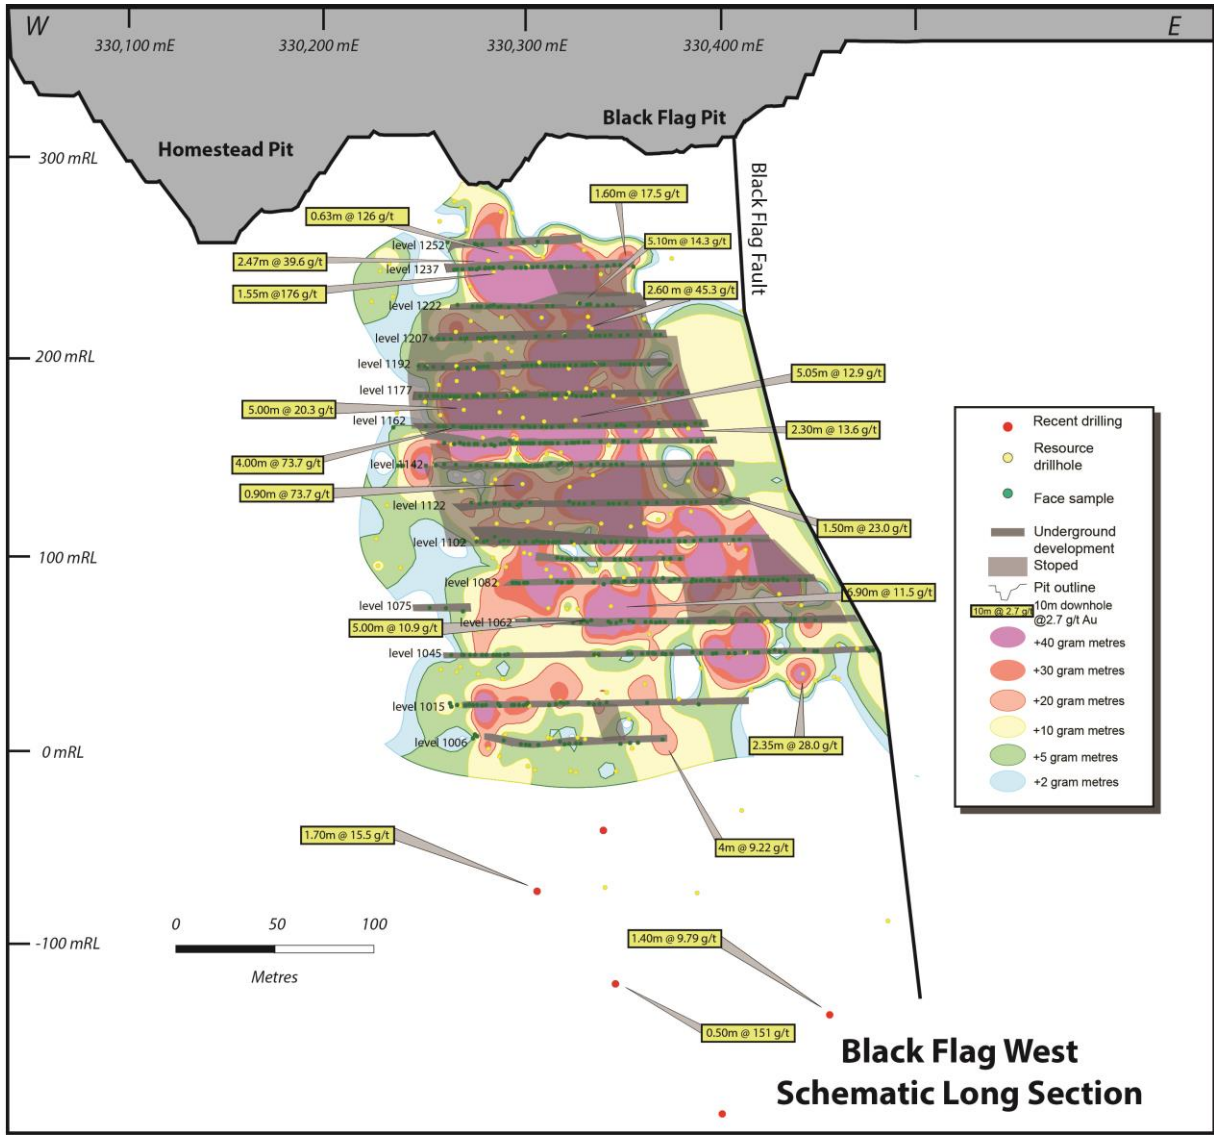 W
E
330,100 mE
330,200 mE
330,300 mE
330,400 mE
Black Flag Pit
Homestead Pit
300 mRL
Black Flag Fault
1.60m @ 17.5 g/t
0.63m @ 126 g/t
5.10m @ 14.3 g/t
level 1252
2.47m @ 39.6 g/t
level 1237
1.55m @176 g/t
2.60 m @ 45.3 g/t
level 1222
level 1207
200 mRL
level 1192
5.05m @ 12.9 g/t
level 1177
5.00m @ 20.3 g/t
level 1162
2.30m @ 13.6 g/t
4.00m @ 73.7 g/t
level 1142
0.90m @ 73.7 g/t
level 1122
1.50m @ 23.0 g/t
level 1102
100 mRL
level 1082
6.90m @ 11.5 g/t
level 1075
level 1062
5.00m @ 10.9 g/t
level 1045
level 1015
level 1006
2.35m @ 28.0 g/t
0 mRL
1.70m @ 15.5 g/t
4m @ 9.22 g/t
1.40m @ 9.79 g/t
-100 mRL
0.50m @ 151 g/t
0
50
100
Metres
Recent drilling
Resource
drillhole
Face sample
Underground
development
Stoped
Pit outline
10m @ 2.7 g/t
10m downhole
@2.7 g/t Au
+40 gram metres
+30 gram metres
+20 gram metres
+10 gram metres
+5 gram metres
+2 gram metres
Black Flag West
Schematic Long Section